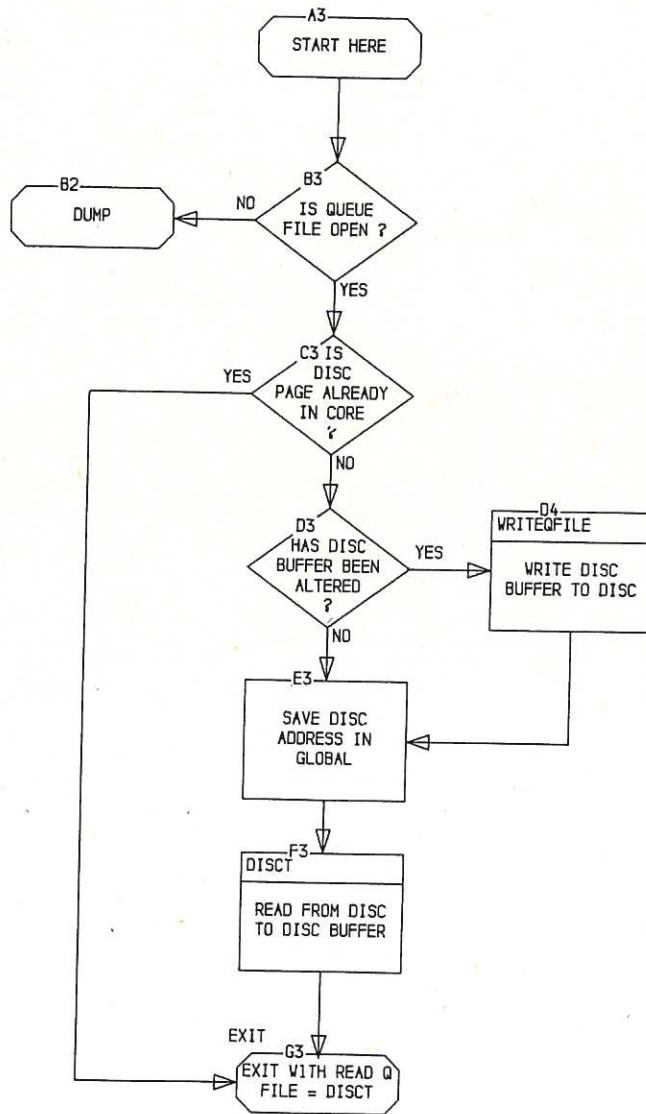 A3
START HERE
B3
IS QUEUE
FILE OPEN ?
NO
B2
DUMP
YES
C3 IS
DISC
PAGE ALREADY
IN CORE
?
YES
NO
D3
HAS DISC
BUFFER BEEN
ALTERED
?
YES
D4
WRITEQFILE
WRITE DISC
BUFFER TO DISC
NO
E3
SAVE DISC
ADDRESS IN
GLOBAL
F3
DISCT
READ FROM DISC
TO DISC BUFFER
EXIT
G3
EXIT WITH READ Q
FILE = DISCT